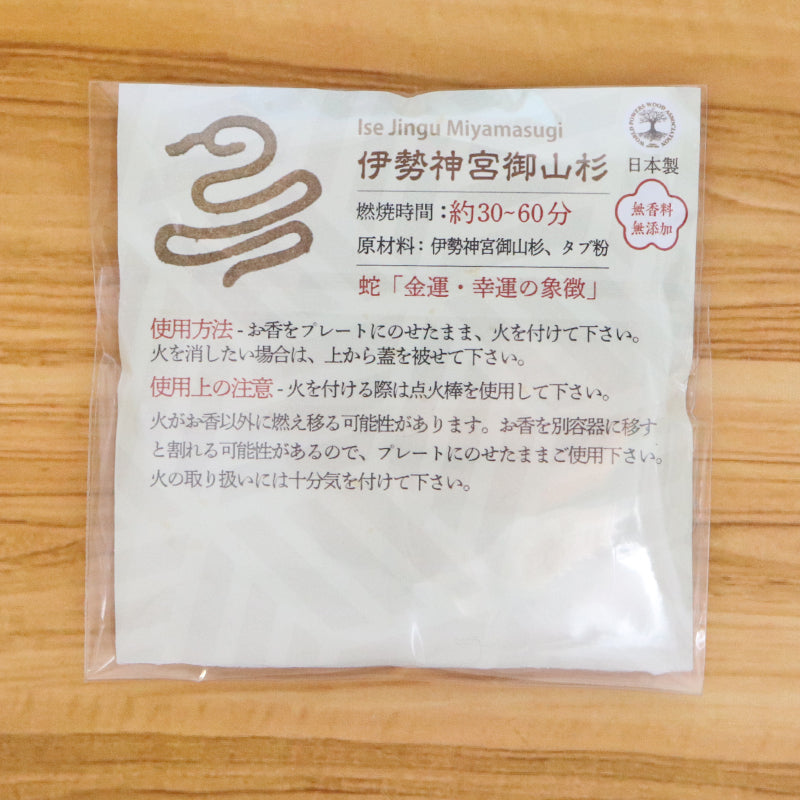 Ise Jingu Miyamasugi
伊勢神宮御山杉
WORLD POWERS WOOD ASSOCIATION
日本製
燃焼時間：約30~60分
無香料
無添加
原材料：伊勢神宮御山杉、タブ粉
蛇「金運・幸運の象徴」
使用方法 - お香をプレートにのせたまま、火を付けて下さい。
火を消したい場合は、上から蓋を被せて下さい。
使用上の注意 - 火を付ける際は点火棒を使用して下さい。
火がお香以外に燃え移る可能性があります。お香を別容器に移す
と割れる可能性があるので、プレートにのせたままご使用下さい。
火の取り扱いには十分気を付けて下さい。